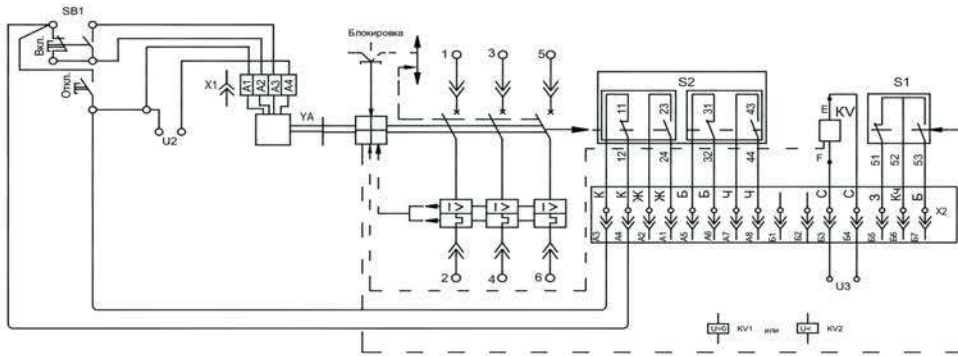 SB1
Вкл.
Откл.
X1
A1
A2
A3
A4
U2
YA
Блокировка
1
3
5
2
4
6
S2
11
23
31
43
12
24
32
44
E
KV
F
S1
51
52
53
К
К
Ж
Ж
Б
Б
Ч
Ч
С
С
З
Кч
Б
X2
А3
А4
А2
А1
А5
А6
А7
А8
Б1
Б2
Б3
Б4
Б5
Б6
Б7
U3
U=0 KV1 или U< KV2
I>
I>
I>